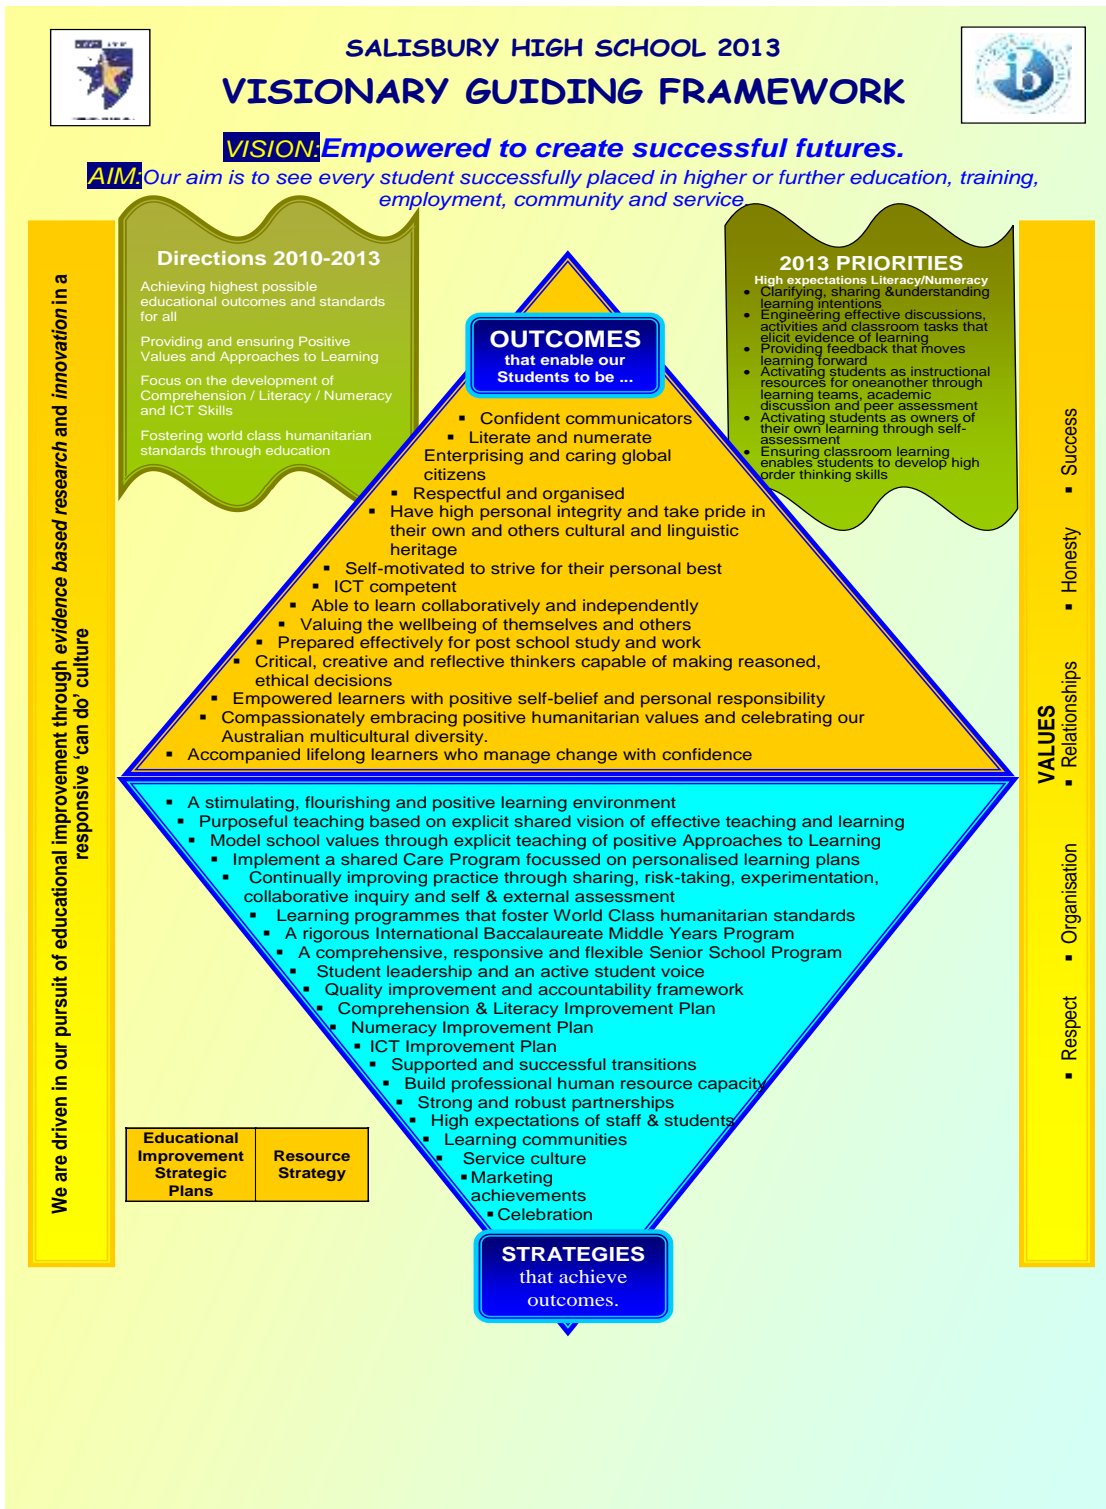 SALISBURY HIGH SCHOOL 2013
VISIONARY GUIDING FRAMEWORK
VISION:Empowered to create successful futures.
AIM:Our aim is to see every student successfully placed in higher or further education, training,
employment, community and service.
Directions 2010-2013
Achieving highest possible
educational outcomes and standards
for all
Providing and ensuring Positive
Values and Approaches to Learning
Focus on the development of
Comprehension / Literacy / Numeracy
and ICT Skills
Fostering world class humanitarian
standards through education
2013 PRIORITIES
High expectations Literacy/Numeracy
• Clarifying, sharing &understanding
learning intentions
• Engineering effective discussions,
activities and classroom tasks that
elicit evidence of learning
• Providing feedback that moves
learning forward
• Activating students as instructional
resources for oneanother through
learning teams, academic
discussion and peer assessment
• Activating students as owners of
their own learning through self-
assessment
• Ensuring classroom learning
enables students to develop high
order thinking skills
OUTCOMES
that enable our
Students to be ...
▪ Confident communicators
▪ Literate and numerate
Enterprising and caring global
citizens
▪ Respectful and organised
▪ Have high personal integrity and take pride in
their own and others cultural and linguistic
heritage
▪ Self-motivated to strive for their personal best
▪ ICT competent
▪ Able to learn collaboratively and independently
▪ Valuing the wellbeing of themselves and others
▪ Prepared effectively for post school study and work
▪ Critical, creative and reflective thinkers capable of making reasoned,
ethical decisions
▪ Empowered learners with positive self-belief and personal responsibility
▪ Compassionately embracing positive humanitarian values and celebrating our
Australian multicultural diversity.
▪ Accompanied lifelong learners who manage change with confidence
▪ A stimulating, flourishing and positive learning environment
▪ Purposeful teaching based on explicit shared vision of effective teaching and learning
▪ Model school values through explicit teaching of positive Approaches to Learning
▪ Implement a shared Care Program focussed on personalised learning plans
▪ Continually improving practice through sharing, risk-taking, experimentation,
collaborative inquiry and self & external assessment
▪ Learning programmes that foster World Class humanitarian standards
▪ A rigorous International Baccalaureate Middle Years Program
▪ A comprehensive, responsive and flexible Senior School Program
▪ Student leadership and an active student voice
▪ Quality improvement and accountability framework
▪ Comprehension & Literacy Improvement Plan
▪ Numeracy Improvement Plan
▪ ICT Improvement Plan
▪ Supported and successful transitions
▪ Build professional human resource capacity
▪ Strong and robust partnerships
▪ High expectations of staff & students
▪ Learning communities
▪ Service culture
▪ Marketing
achievements
▪ Celebration
STRATEGIES
that achieve
outcomes.
Educational
Improvement
Strategic
Plans
Resource
Strategy
We are driven in our pursuit of educational improvement through evidence based research and innovation in a
responsive ‘can do’ culture
VALUES
▪ Respect ▪ Organisation ▪ Relationships ▪ Honesty ▪ Success